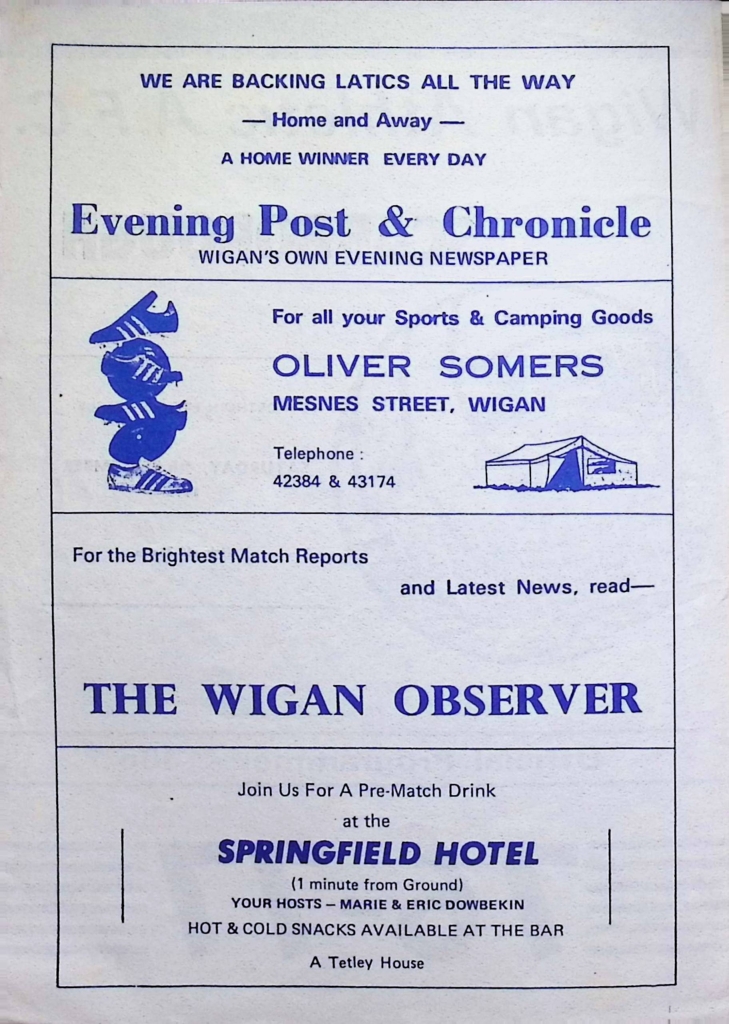 WE ARE BACKING LATICS ALL THE WAY
— Home and Away —
A HOME WINNER EVERY DAY
Evening Post & Chronicle
WIGAN'S OWN EVENING NEWSPAPER
For all your Sports & Camping Goods
OLIVER SOMERS
MESNES STREET, WIGAN
Telephone :
42384 & 43174
For the Brightest Match Reports
and Latest News, read—
THE WIGAN OBSERVER
Join Us For A Pre-Match Drink
at the
SPRINGFIELD HOTEL
(1 minute from Ground)
YOUR HOSTS – MARIE & ERIC DOWBEKIN
HOT & COLD SNACKS AVAILABLE AT THE BAR
A Tetley House